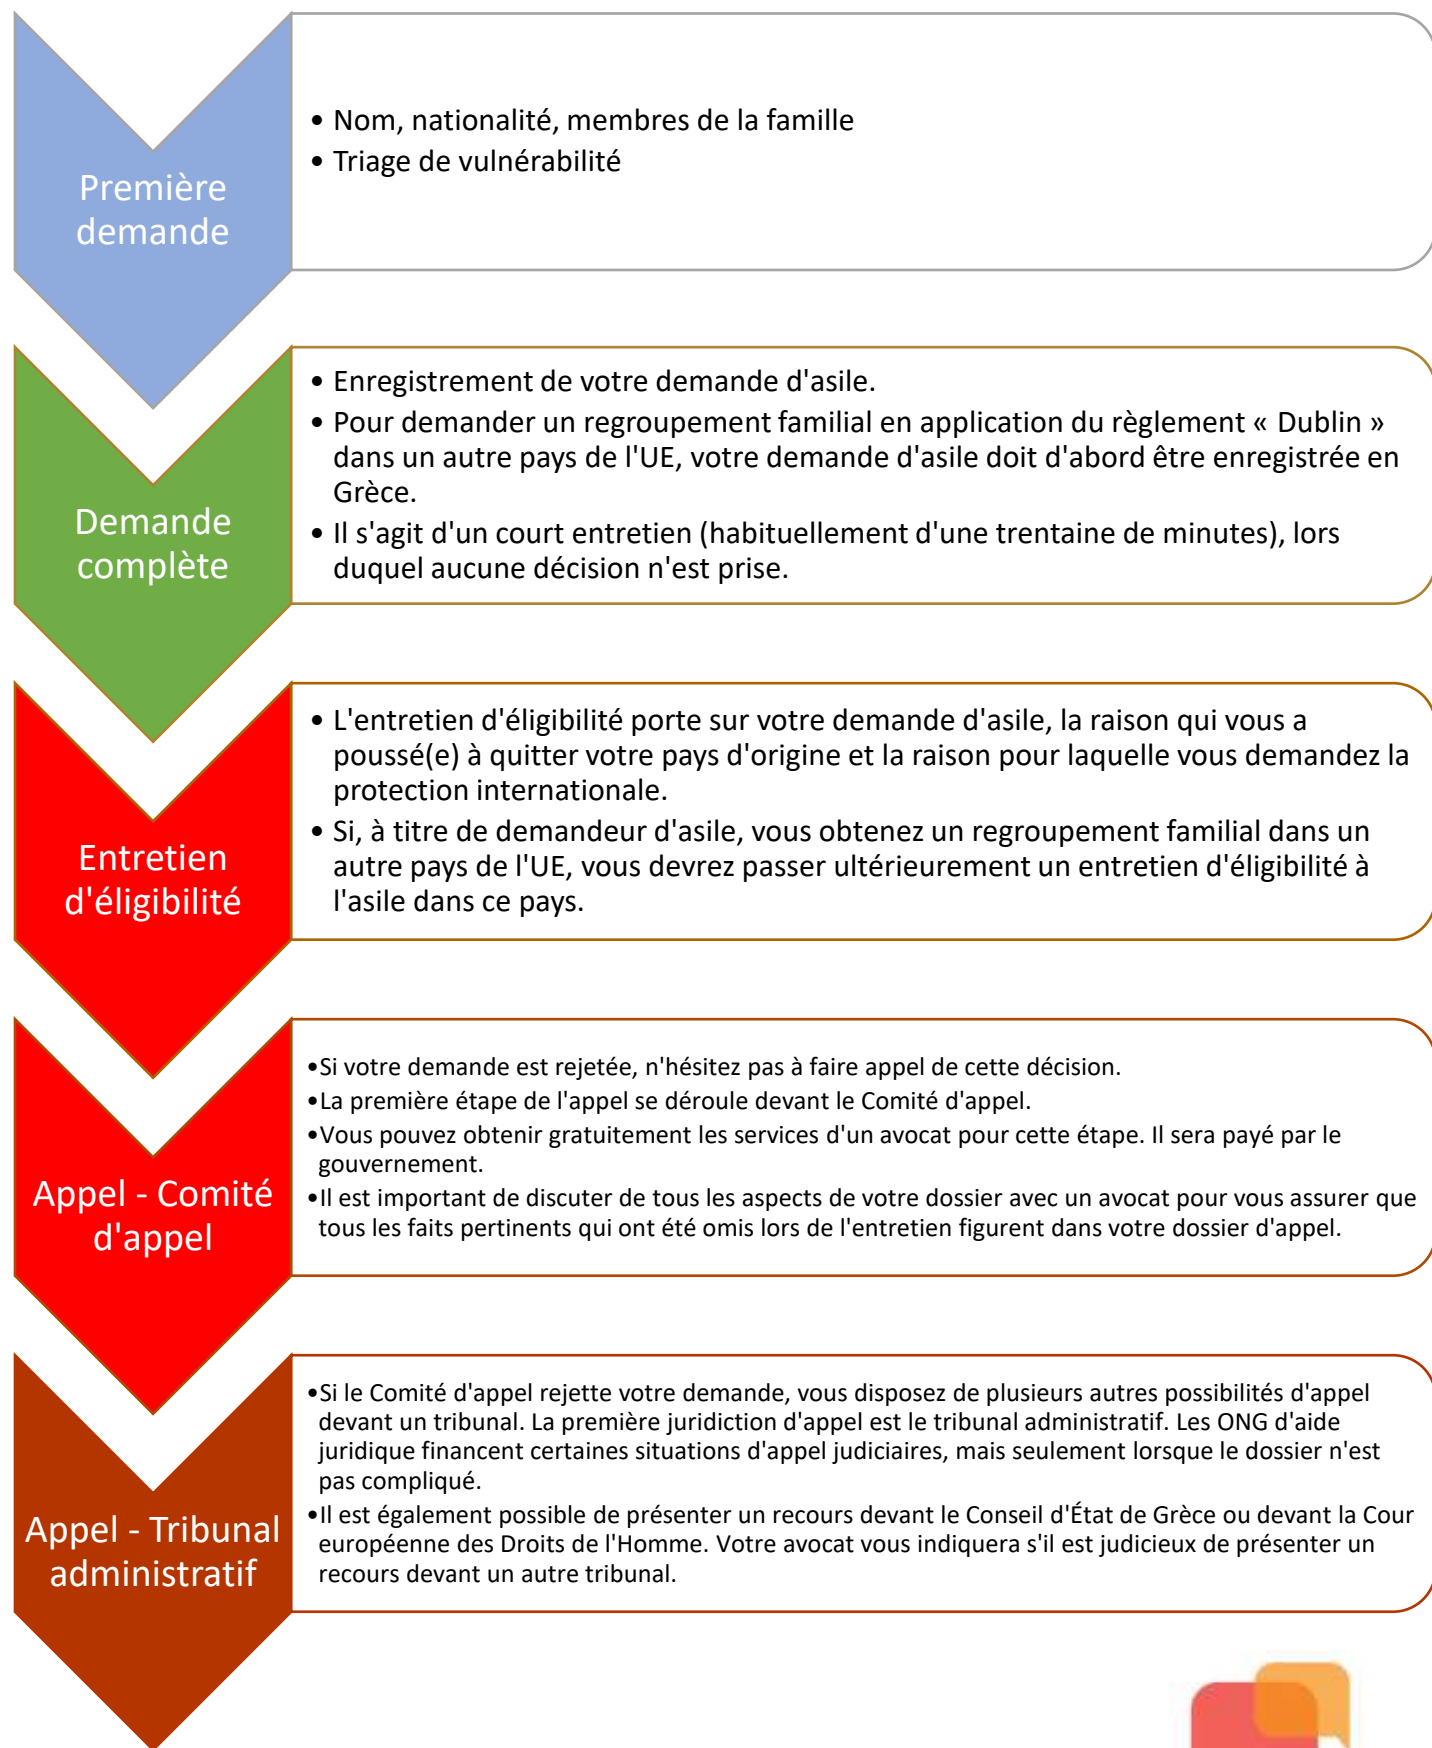 Première
demande
• Nom, nationalité, membres de la famille
• Triage de vulnérabilité
Demande
complète
• Enregistrement de votre demande d'asile.
• Pour demander un regroupement familial en application du règlement « Dublin »
dans un autre pays de l'UE, votre demande d'asile doit d'abord être enregistrée en
Grèce.
• Il s'agit d'un court entretien (habituellement d'une trentaine de minutes), lors
duquel aucune décision n'est prise.
Entretien
d'éligibilité
• L'entretien d'éligibilité porte sur votre demande d'asile, la raison qui vous a
poussé(e) à quitter votre pays d'origine et la raison pour laquelle vous demandez la
protection internationale.
• Si, à titre de demandeur d'asile, vous obtenez un regroupement familial dans un
autre pays de l'UE, vous devrez passer ultérieurement un entretien d'éligibilité à
l'asile dans ce pays.
Appel - Comité
d'appel
•Si votre demande est rejetée, n'hésitez pas à faire appel de cette décision.
•La première étape de l'appel se déroule devant le Comité d'appel.
•Vous pouvez obtenir gratuitement les services d'un avocat pour cette étape. Il sera payé par le
gouvernement.
•Il est important de discuter de tous les aspects de votre dossier avec un avocat pour vous assurer que
tous les faits pertinents qui ont été omis lors de l'entretien figurent dans votre dossier d'appel.
Appel - Tribunal
administratif
•Si le Comité d'appel rejette votre demande, vous disposez de plusieurs autres possibilités d'appel
devant un tribunal. La première juridiction d'appel est le tribunal administratif. Les ONG d'aide
juridique financent certaines situations d'appel judiciaires, mais seulement lorsque le dossier n'est
pas compliqué.
•Il est également possible de présenter un recours devant le Conseil d'État de Grèce ou devant la Cour
européenne des Droits de l'Homme. Votre avocat vous indiquera s'il est judicieux de présenter un
recours devant un autre tribunal.